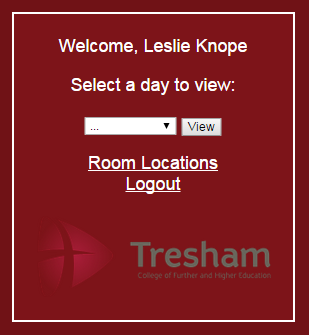 Welcome, Leslie Knope
Select a day to view:
... View
Room Locations
Logout
Tresham
College of Further and Higher Education